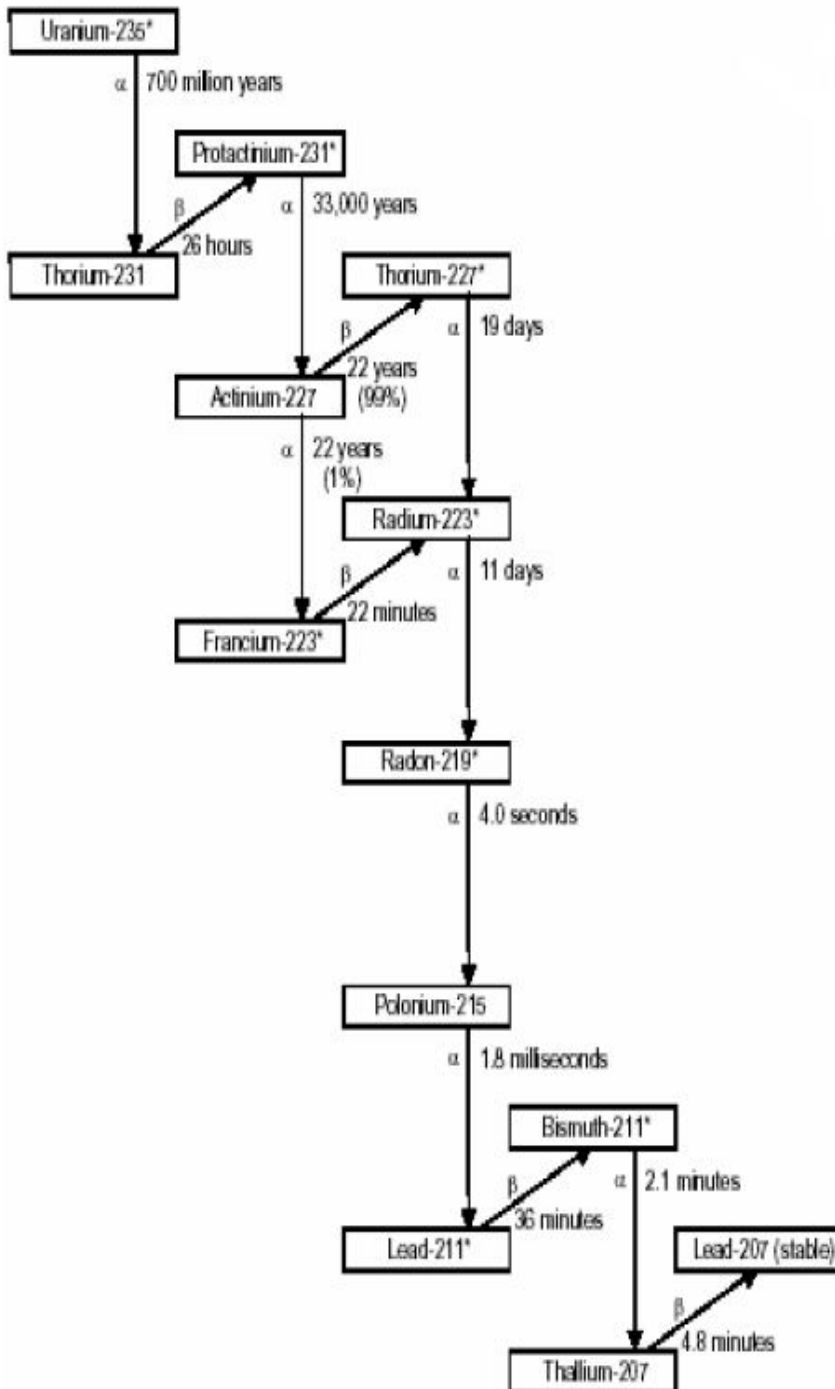 Uranium-235*
α 700 million years
Protactinium-231*
β α 33,000 years
26 hours
Thorium-231 Thorium-227*
β α 19 days
22 years
Actinium-227 (99%)
α 22 years
(1%)
Radium-223*
β α 11 days
22 minutes
Francium-223*
Radon-219*
α 4.0 seconds
Polonium-215
α 1.8 milliseconds
Bismuth-211*
β α 2.1 minutes
36 minutes
Lead-211* Lead-207 (stable)
β
4.8 minutes
Thallium-207